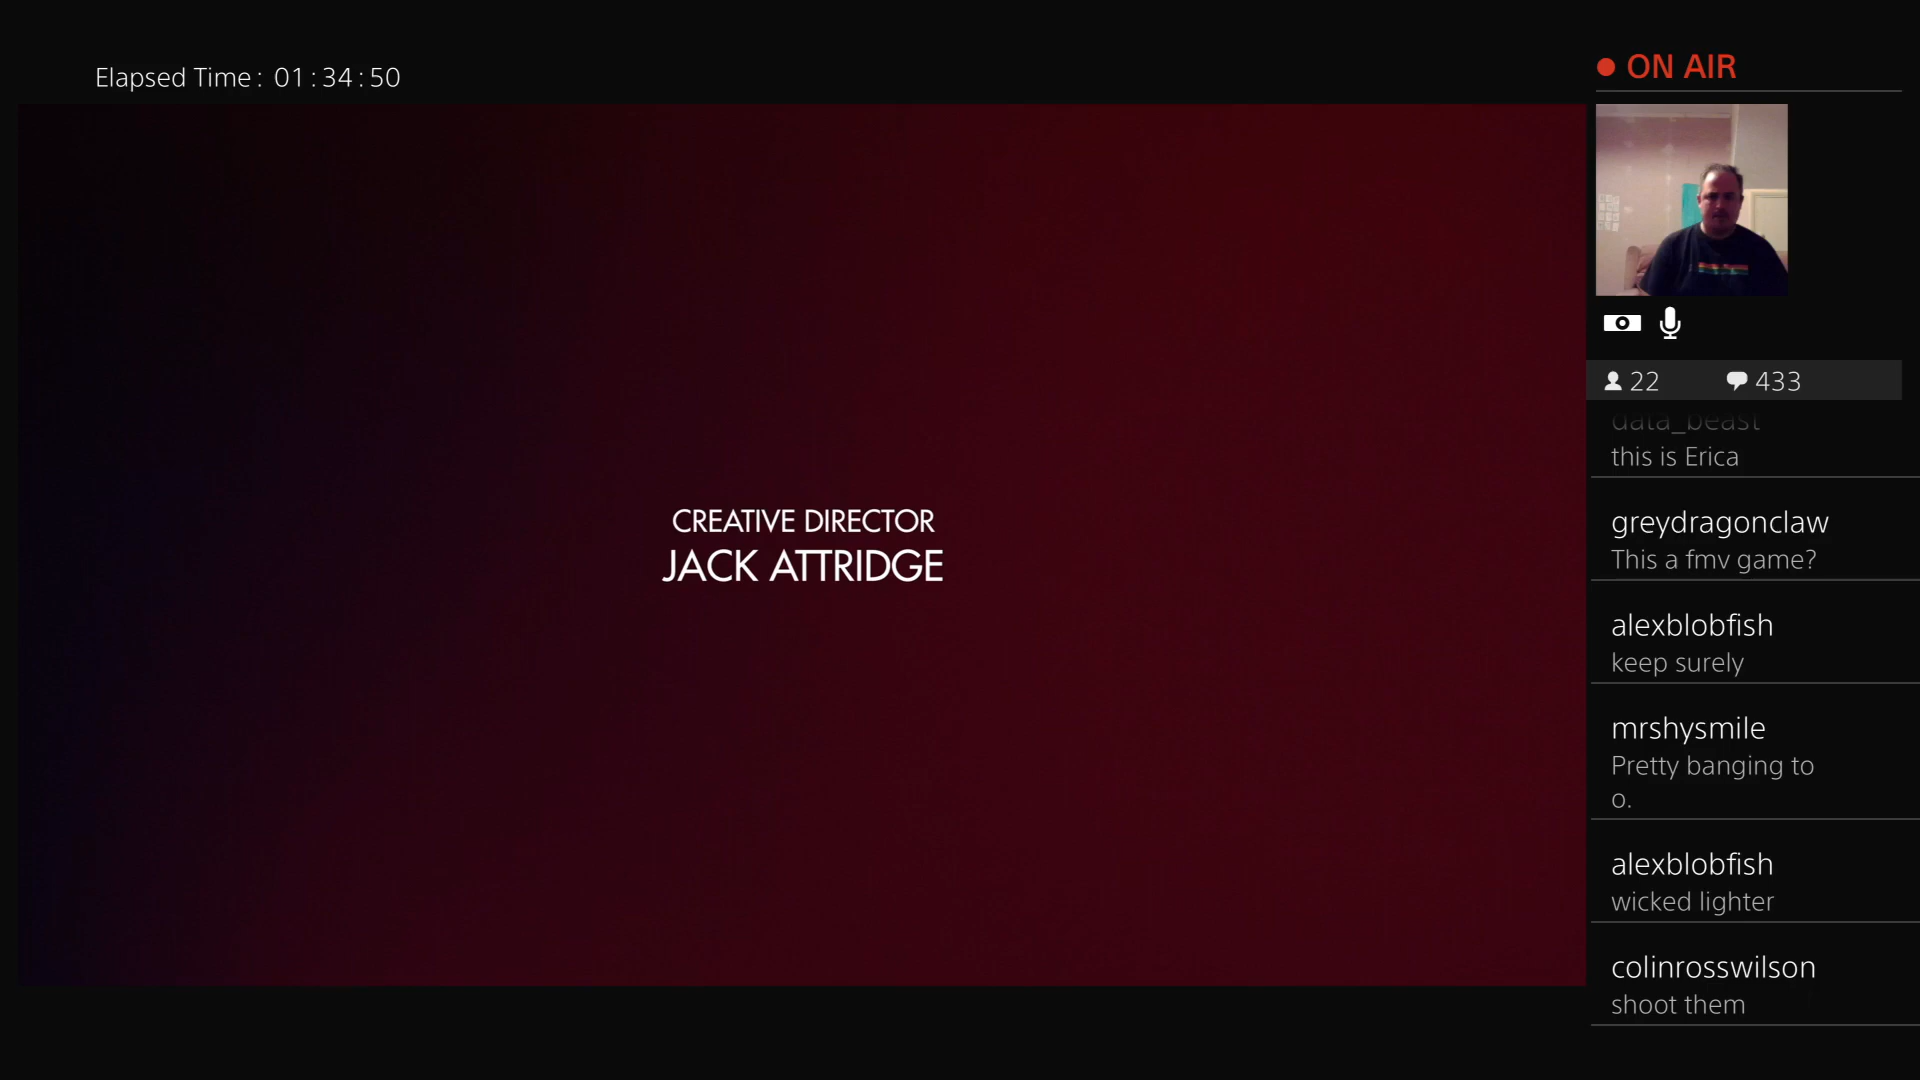 Elapsed Time: 01:34:50
ON AIR
22
433
data_beast
this is Erica
greydragonclaw
This a fmv game?
alexblobfish
keep surely
mrshysmile
Pretty banging to
o.
alexblobfish
wicked lighter
colinrosswilson
shoot them
CREATIVE DIRECTOR
JACK ATTRIDGE